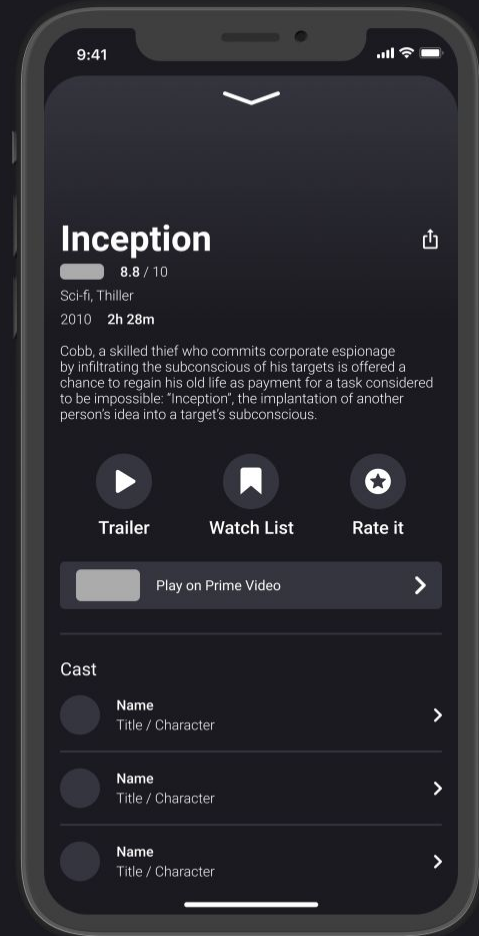 9:41
Inception
8.8 / 10
Sci-fi, Thiller
2010 2h 28m
Cobb, a skilled thief who commits corporate espionage
by infiltrating the subconscious of his targets is offered a
chance to regain his old life as payment for a task considered
to be impossible: “Inception”, the implantation of another
person’s idea into a target’s subconscious.
Trailer
Watch List
Rate it
Play on Prime Video
Cast
Name
Title / Character
Name
Title / Character
Name
Title / Character